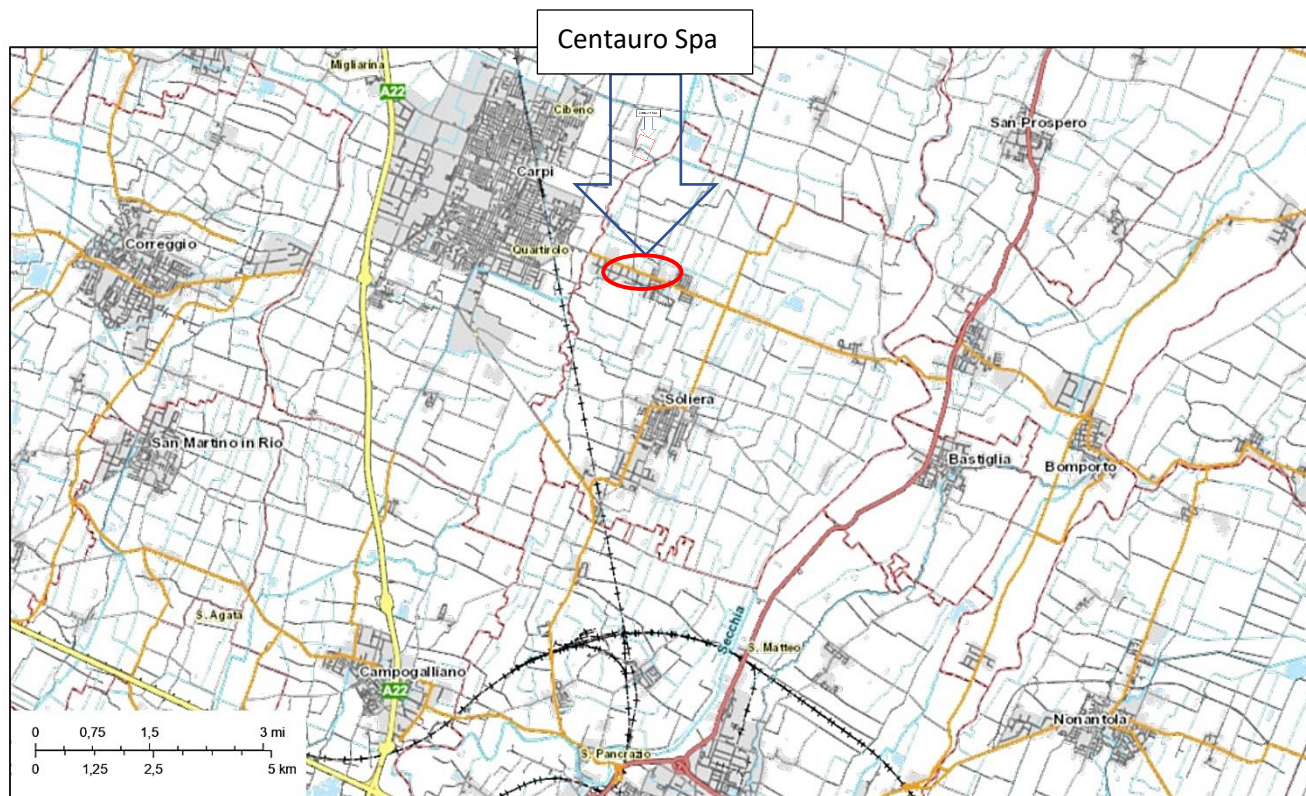 Centauro Spa
Migliarina
A22
Cibeno
San Prospero
Carpi
Correggio
Quartirolo
Soliera
San Martino in Rio
Bastiglia
Bomporto
S. Agata
Secchia
S. Matteo
Campogalliano
A22
Nonantola
S. Pancrazio
0 0,75 1,5 3 mi
0 1,25 2,5 5 km